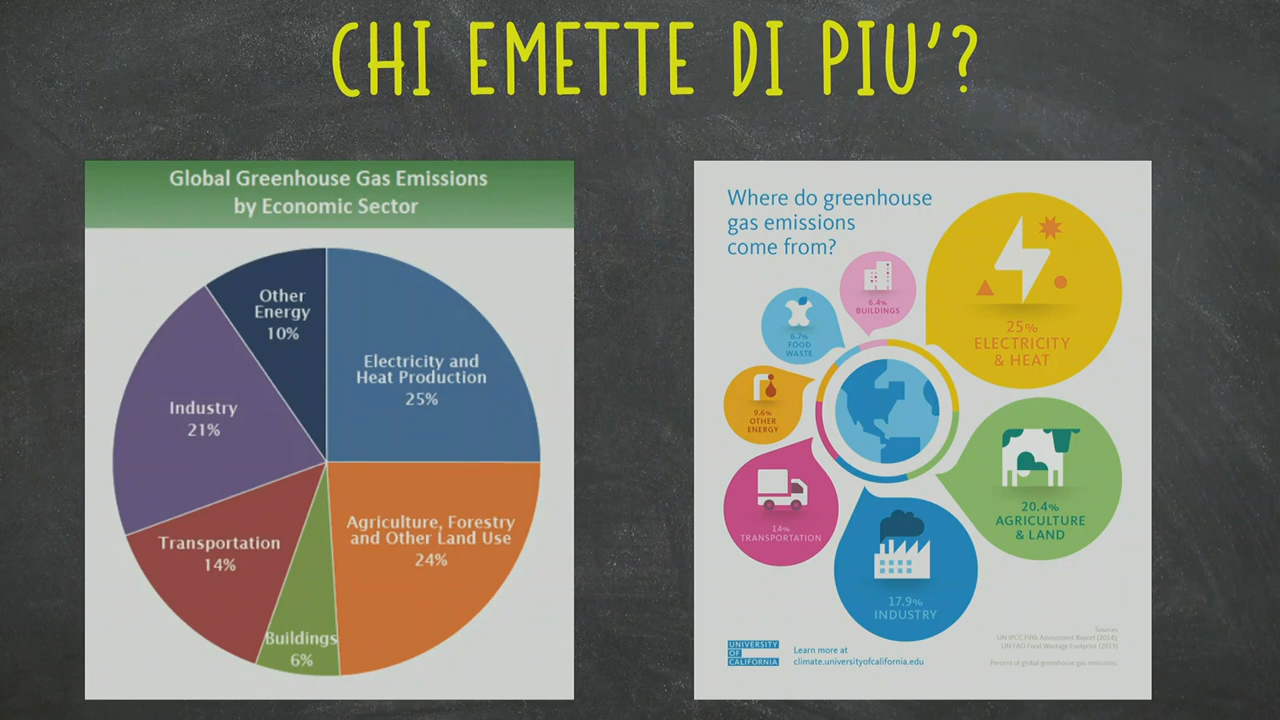 CHI EMETTE DI PIU'?
Global Greenhouse Gas Emissions
by Economic Sector
Other
Energy
10%
Electricity and
Heat Production
25%
Industry
21%
Agriculture, Forestry
and Other Land Use
24%
Transportation
14%
Buildings
6%
Where do greenhouse
gas emissions
come from?
6.4%
BUILDINGS
25%
ELECTRICITY
& HEAT
6.7%
FOOD
WASTE
9.6%
OTHER
ENERGY
20.4%
AGRICULTURE
& LAND
14%
TRANSPORTATION
17.9%
INDUSTRY
UNIVERSITY
OF
CALIFORNIA
Learn more at
climate.universityofcalifornia.edu
Sources
UN IPCC Fifth Assessment Report (2014)
UN FAO Food Wastage Footprint (2013)
Percent of global greenhouse gas emissions.